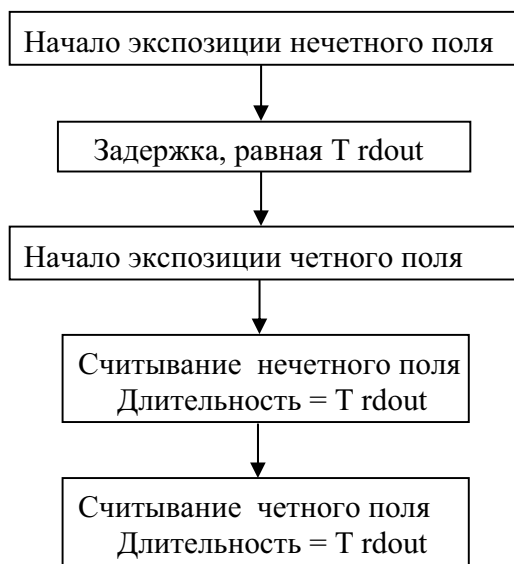 Начало экспозиции нечетного поля
Задержка, равная T rdout
Начало экспозиции четного поля
Считывание нечетного поля
Длительность = T rdout
Считывание четного поля
Длительность = T rdout